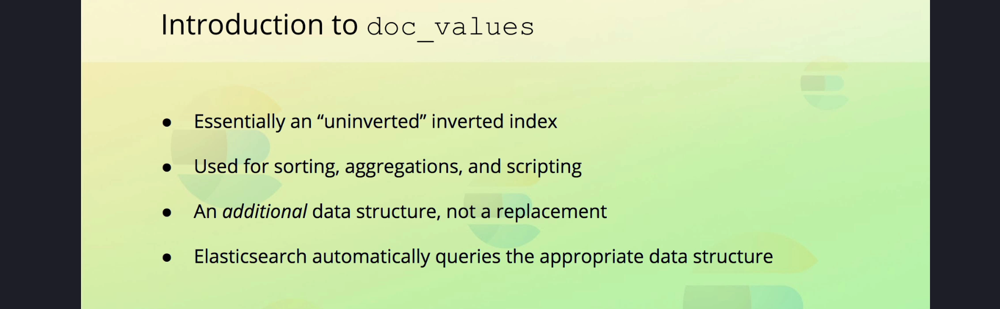 Introduction to doc_values
● Essentially an “uninverted” inverted index
● Used for sorting, aggregations, and scripting
● An additional data structure, not a replacement
● Elasticsearch automatically queries the appropriate data structure